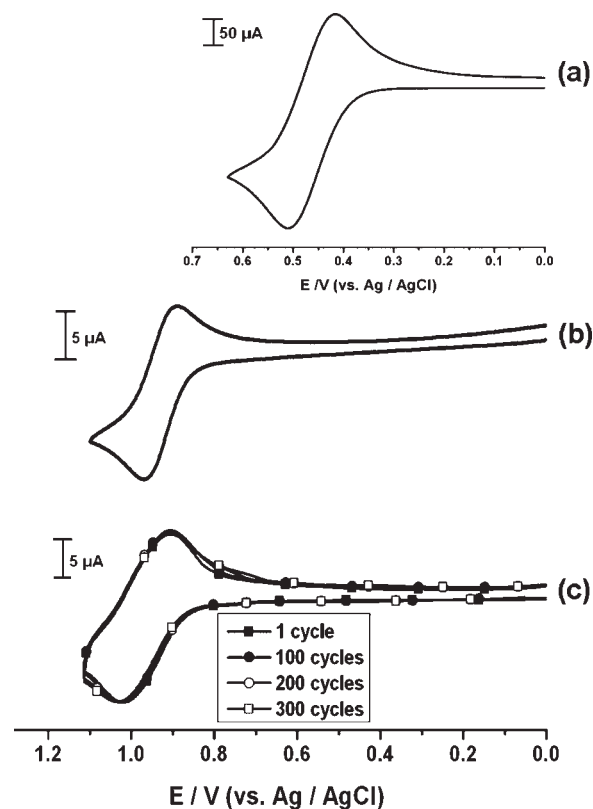 50 µA
(a)
0.7 0.6 0.5 0.4 0.3 0.2 0.1 0.0
E /V (vs. Ag / AgCl)
5 µA
(b)
5 µA
(c)
1 cycle
100 cycles
200 cycles
300 cycles
1.2 1.0 0.8 0.6 0.4 0.2 0.0
E / V (vs. Ag / AgCl)